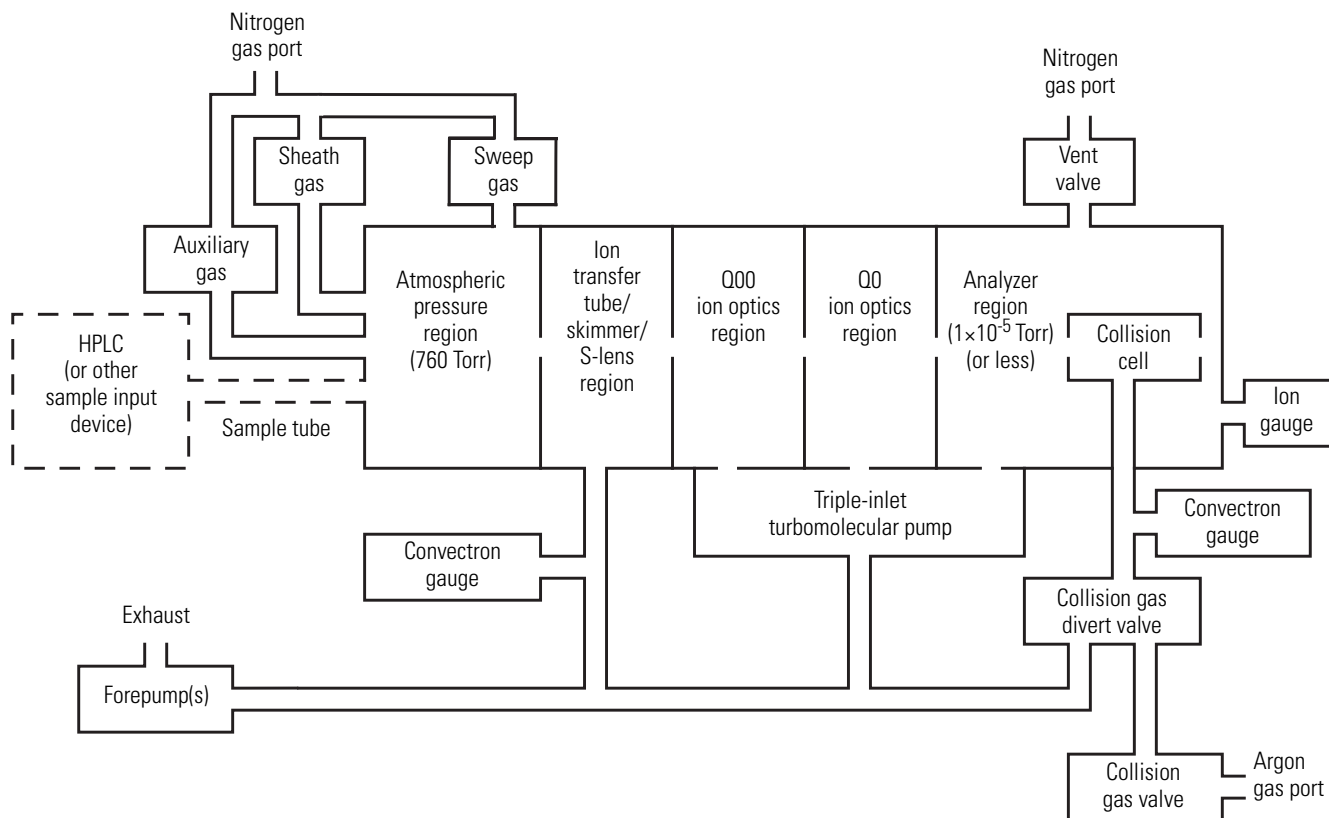 Nitrogen
gas port
Nitrogen
gas port
Sheath
gas
Sweep
gas
Vent
valve
Auxiliary
gas
Atmospheric
pressure
region
(760 Torr)
Ion
transfer
tube/
skimmer/
S-lens
region
Q00
ion optics
region
Q0
ion optics
region
Analyzer
region
(1×10⁻⁵ Torr)
(or less)
Collision
cell
HPLC
(or other
sample input
device)
Sample tube
Ion
gauge
Triple-inlet
turbomolecular pump
Convectron
gauge
Convectron
gauge
Collision gas
divert valve
Exhaust
Forepump(s)
Collision
gas valve
Argon
gas port